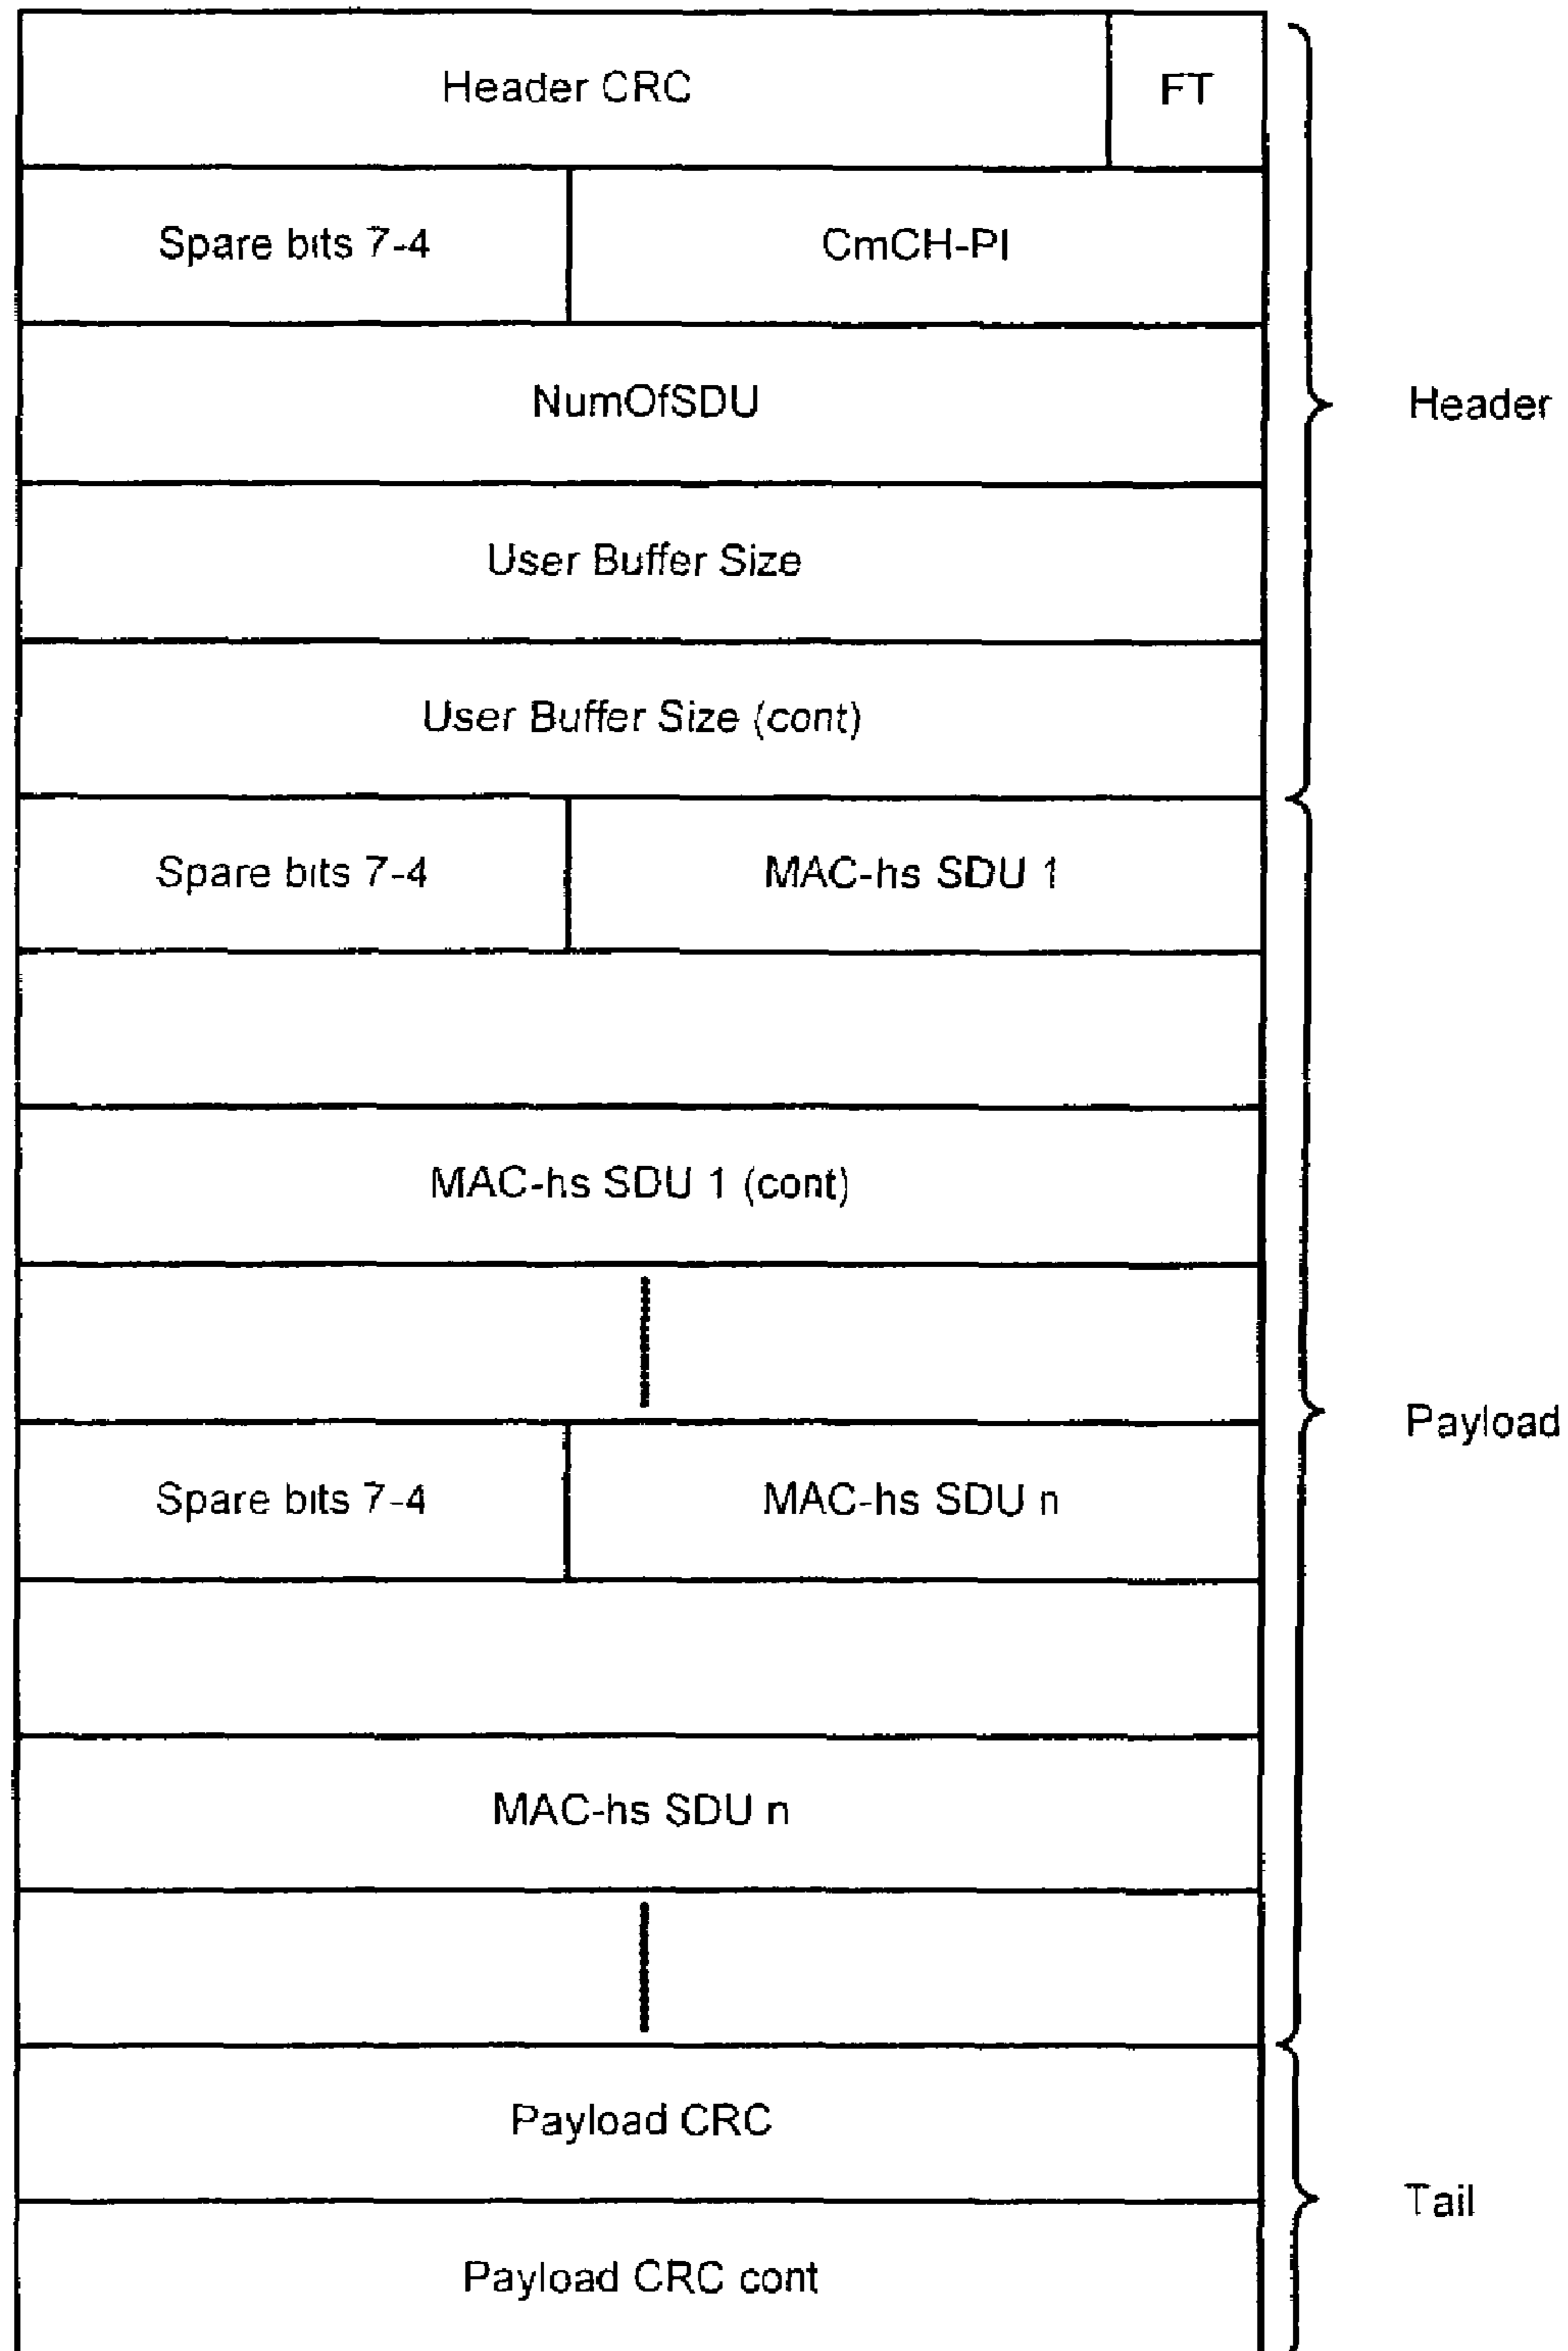 Header CRC FT
Spare bits 7-4 CmCH-PI
NumOfSDU Header
User Buffer Size
User Buffer Size (cont)
Spare bits 7-4 MAC-hs SDU 1
MAC-hs SDU 1 (cont)
Payload
Spare bits 7-4 MAC-hs SDU n
MAC-hs SDU n
Payload CRC
Tail
Payload CRC cont